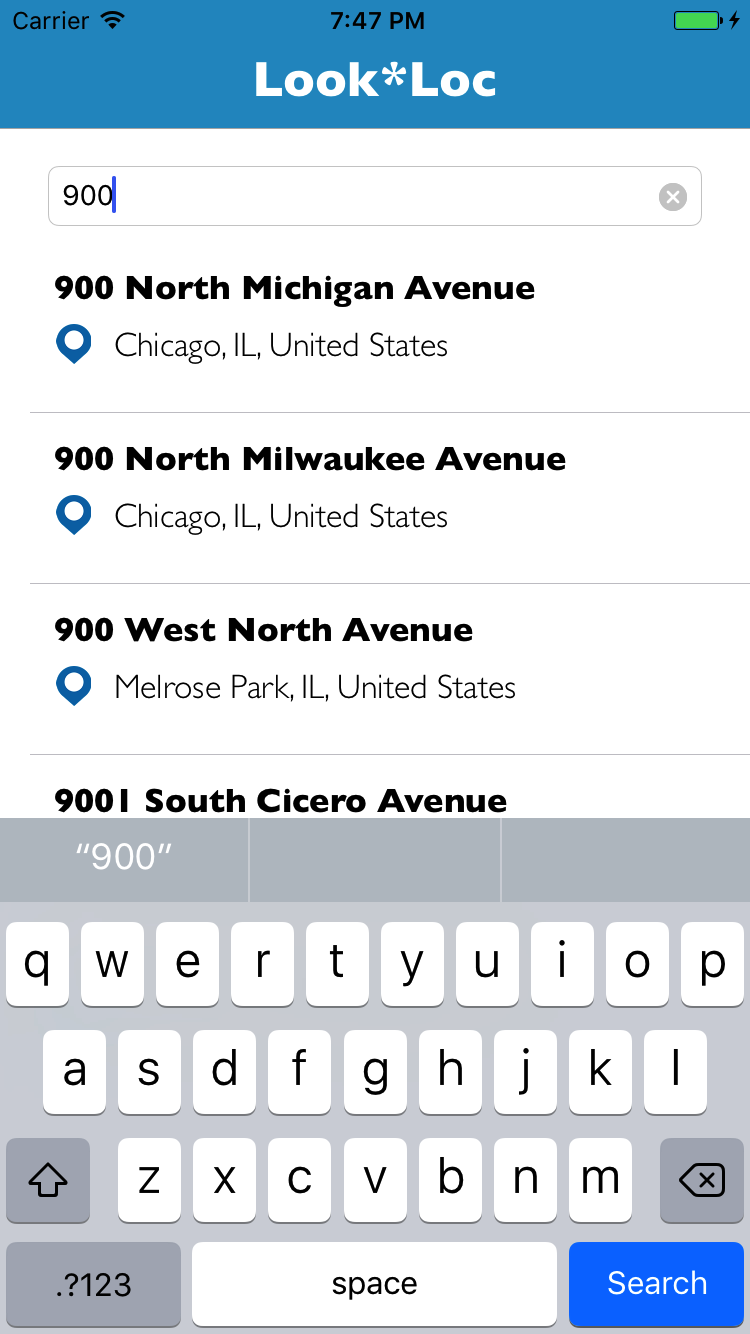 Carrier 7:47 PM
Look*Loc
900
900 North Michigan Avenue
Chicago, IL, United States
900 North Milwaukee Avenue
Chicago, IL, United States
900 West North Avenue
Melrose Park, IL, United States
9001 South Cicero Avenue
“900”
q w e r t y u i o p
a s d f g h j k l
z x c v b n m
.?123 space Search